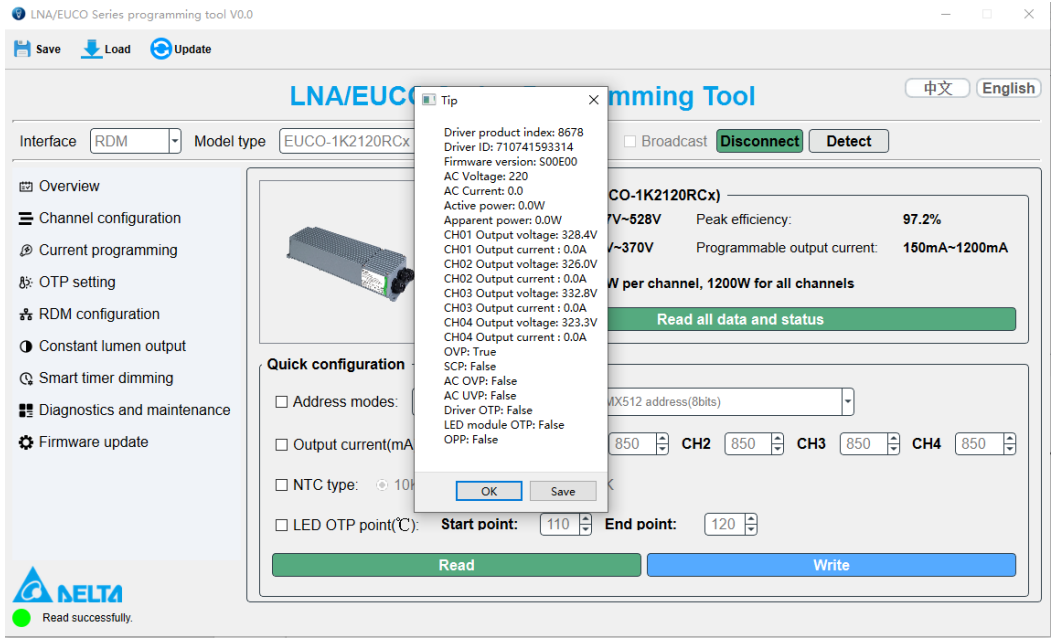 LNA/EUCO Series programming tool V0.0
Save Load Update
LNA/EUCO mming Tool
中文 English
Interface RDM Model type EUCO-1K2120RCx Broadcast Disconnect Detect
Overview
Channel configuration
Current programming
OTP setting
RDM configuration
Constant lumen output
Smart timer dimming
Diagnostics and maintenance
Firmware update
DELTA
Read successfully.
CO-1K2120RCx)
V~528V Peak efficiency: 97.2%
V~370V Programmable output current: 150mA~1200mA
W per channel, 1200W for all channels
Read all data and status
Quick configuration
Address modes: MX512 address(8bits)
Output current(mA 850 CH2 850 CH3 850 CH4 850
NTC type: 10K
LED OTP point(℃): Start point: 110 End point: 120
Read Write
Tip
Driver product index: 8678
Driver ID: 710741593314
Firmware version: S00E00
AC Voltage: 220
AC Current: 0.0
Active power: 0.0W
Apparent power: 0.0W
CH01 Output voltage: 328.4V
CH01 Output current : 0.0A
CH02 Output voltage: 326.0V
CH02 Output current : 0.0A
CH03 Output voltage: 332.8V
CH03 Output current : 0.0A
CH04 Output voltage: 323.3V
CH04 Output current : 0.0A
OVP: True
SCP: False
AC OVP: False
AC UVP: False
Driver OTP: False
LED module OTP: False
OPP: False
OK Save